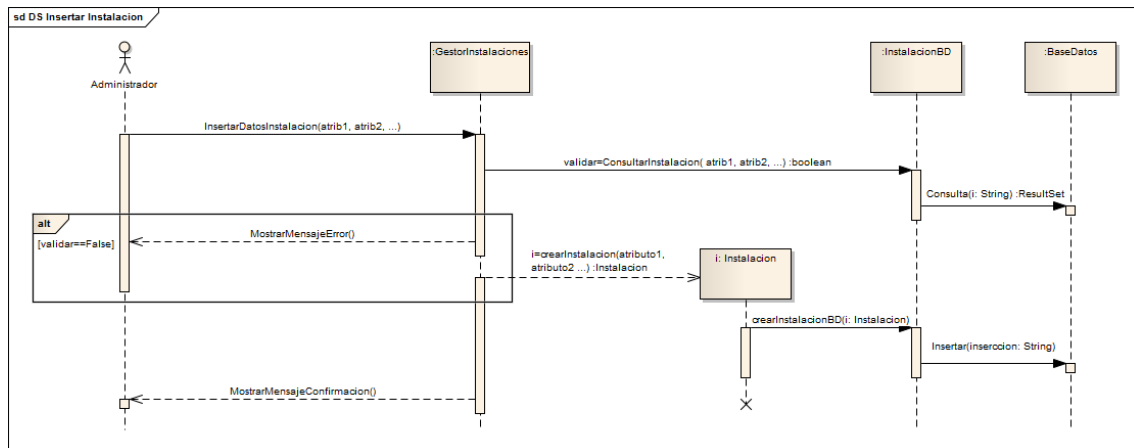 sd DS Insertar Instalacion
Administrador
:GestorInstalaciones
:InstalacionBD
:BaseDatos
InsertarDatosInstalacion(atrib1, atrib2, ...)
validar=ConsultarInstalacion( atrib1, atrib2, ...) :boolean
Consulta(i: String) :ResultSet
alt
[validar==False]
MostrarMensajeError()
i=crearInstalacion(atributo1,
atributo2 ...) :Instalacion
i: Instalacion
crearInstalacionBD(i: Instalacion)
Insertar(inserccion: String)
MostrarMensajeConfirmacion()